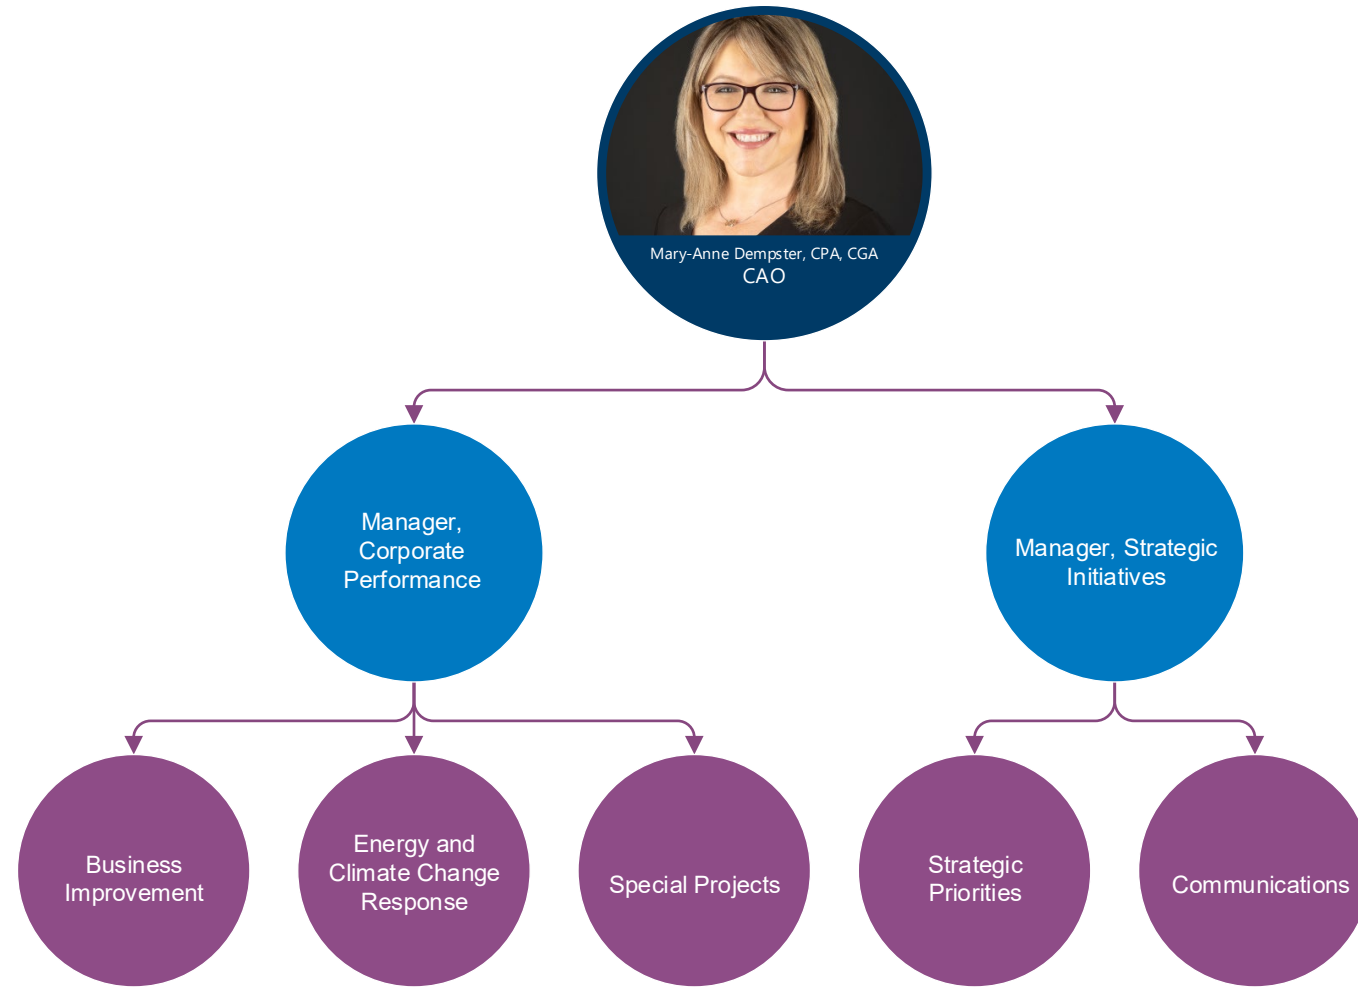 Mary-Anne Dempster, CPA, CGA
CAO
Manager,
Corporate
Performance
Manager, Strategic
Initiatives
Business
Improvement
Energy and
Climate Change
Response
Special Projects
Strategic
Priorities
Communications